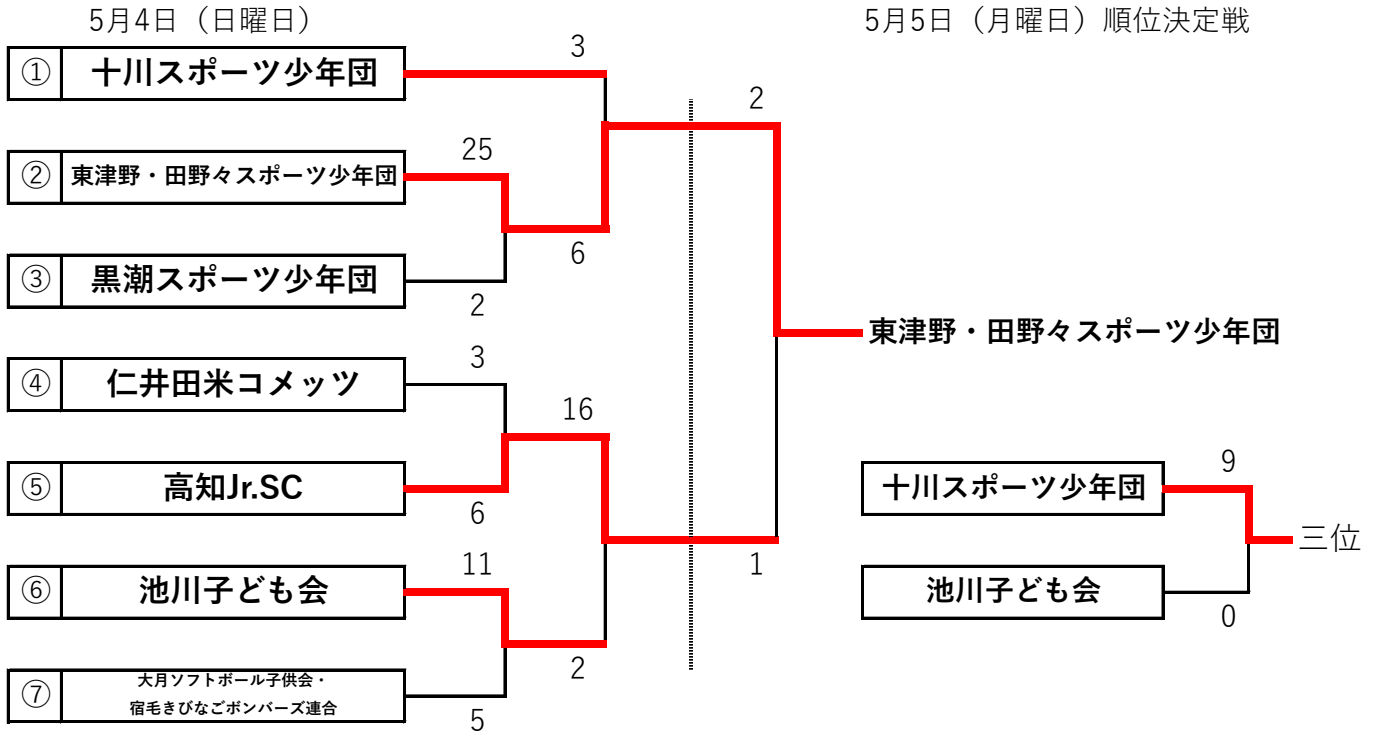 5月4日（日曜日）
5月5日（月曜日）順位決定戦
3
① 十川スポーツ少年団
2
25
② 東津野・田野々スポーツ少年団
6
③ 黒潮スポーツ少年団
2
東津野・田野々スポーツ少年団
3
④ 仁井田米コメッツ
16
9
⑤ 高知Jr.SC
十川スポーツ少年団
6
三位
11
1
⑥ 池川子ども会
池川子ども会
0
2
⑦ 大月ソフトボール子供会・
宿毛きびなごボンバーズ連合
5